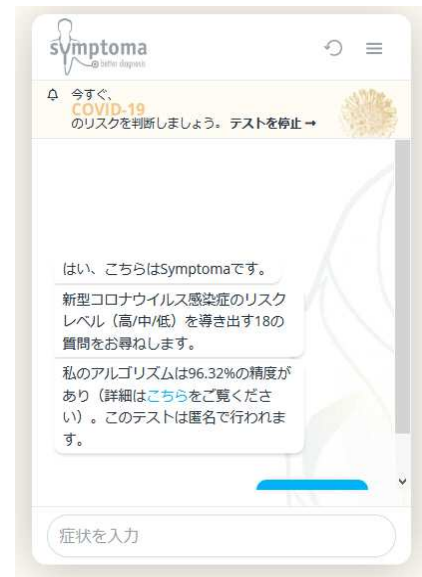 symptoma
better diagnosis
今すぐ、
COVID-19
のリスクを判断しましょう。 テストを停止 →
はい、こちらはSymptomaです。
新型コロナウイルス感染症のリスク
レベル（高/中/低）を導き出す18の
質問をお尋ねします。
私のアルゴリズムは96.32%の精度が
あり（詳細はこちらをご覧くださ
い）。このテストは匿名で行われま
す。
症状を入力